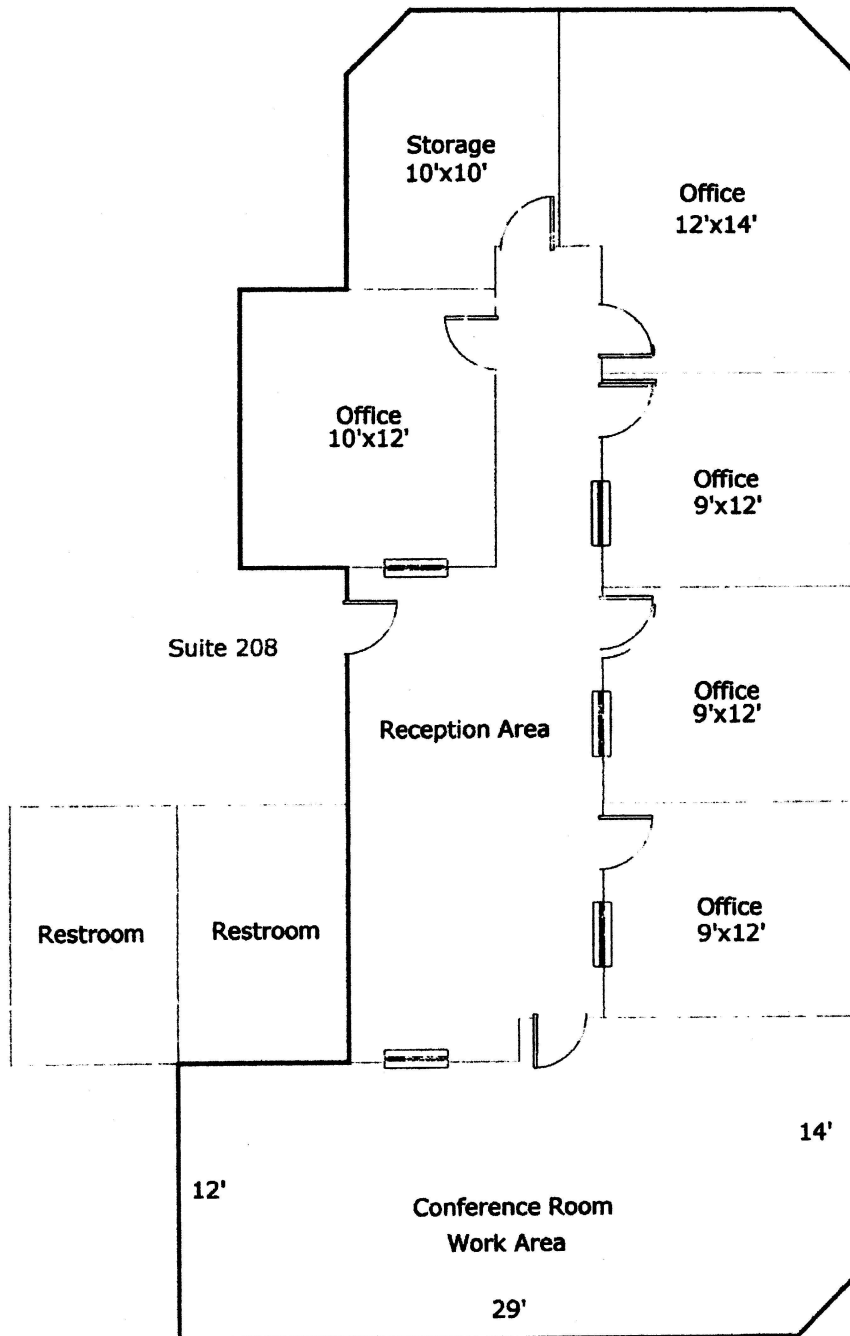 Storage
10'x10'
Office
12'x14'
Office
10'x12'
Office
9'x12'
Suite 208
Office
9'x12'
Reception Area
Restroom
Restroom
Office
9'x12'
14'
12'
Conference Room
Work Area
29'